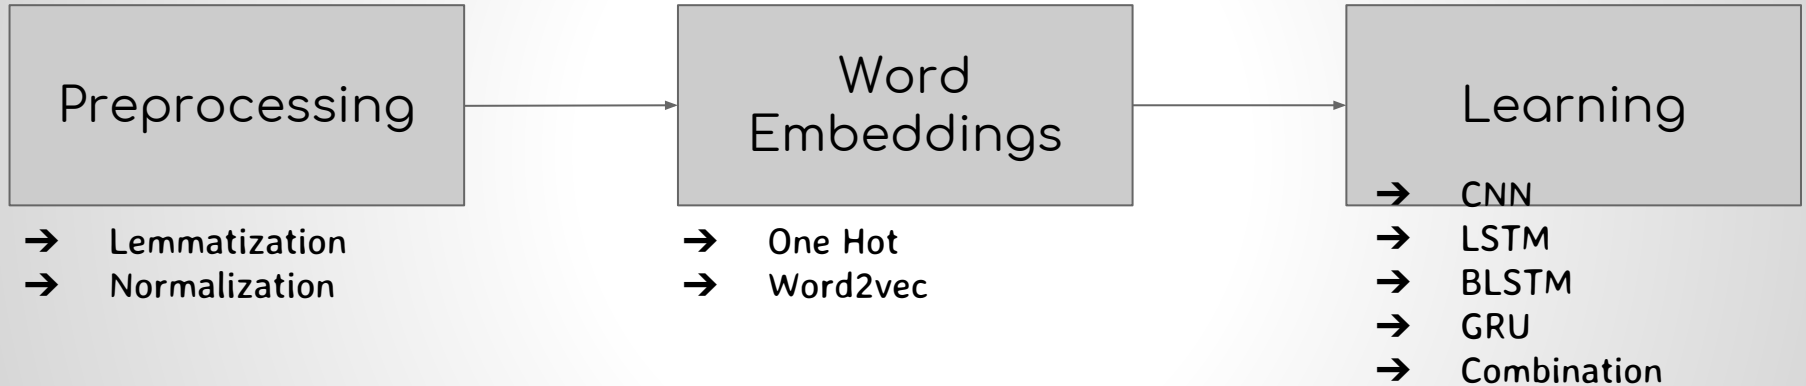 Preprocessing
➔ Lemmatization
➔ Normalization
Word
Embeddings
➔ One Hot
➔ Word2vec
Learning
➔ CNN
➔ LSTM
➔ BLSTM
➔ GRU
➔ Combination